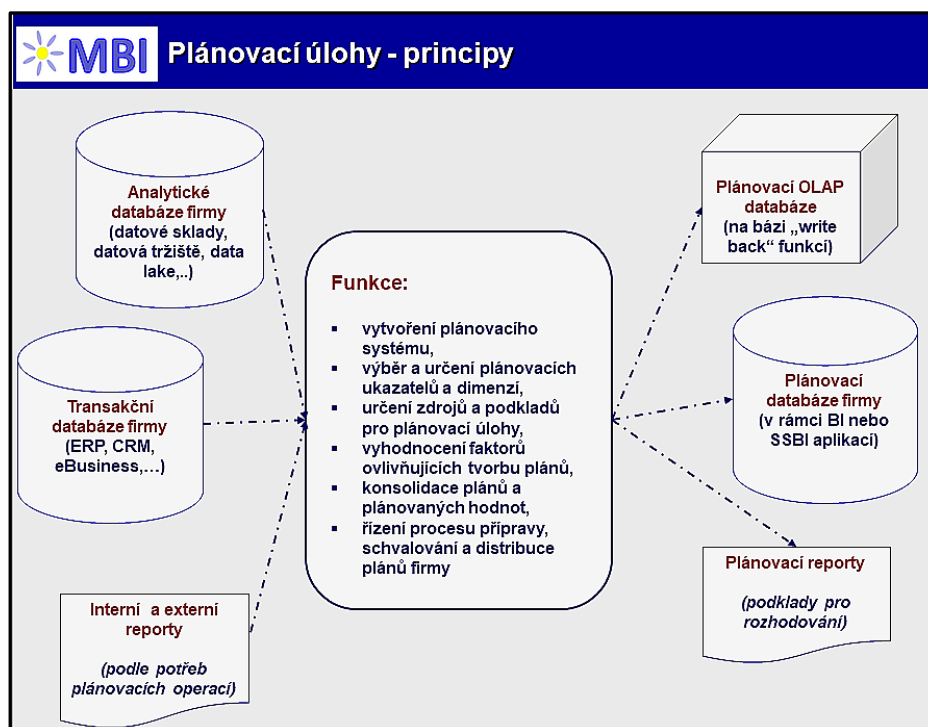 MBI
Plánovací úlohy - principy
Analytické
databáze firmy
(datové sklady,
datová tržiště, data
lake,..)
Transakční
databáze firmy
(ERP, CRM,
eBusiness,…)
Interní a externí
reporty
(podle potřeb
plánovacích operací)
Funkce:
▪ vytvoření plánovacího
systému,
▪ výběr a určení plánovacích
ukazatelů a dimenzí,
▪ určení zdrojů a podkladů
pro plánovací úlohy,
▪ vyhodnocení faktorů
ovlivňujících tvorbu plánů,
▪ konsolidace plánů a
plánovaných hodnot,
▪ řízení procesu přípravy,
schvalování a distribuce
plánů firmy
Plánovací OLAP
databáze
(na bázi „write
back“ funkcí)
Plánovací
databáze firmy
(v rámci BI nebo
SSBI aplikací)
Plánovací reporty
(podklady pro
rozhodování)